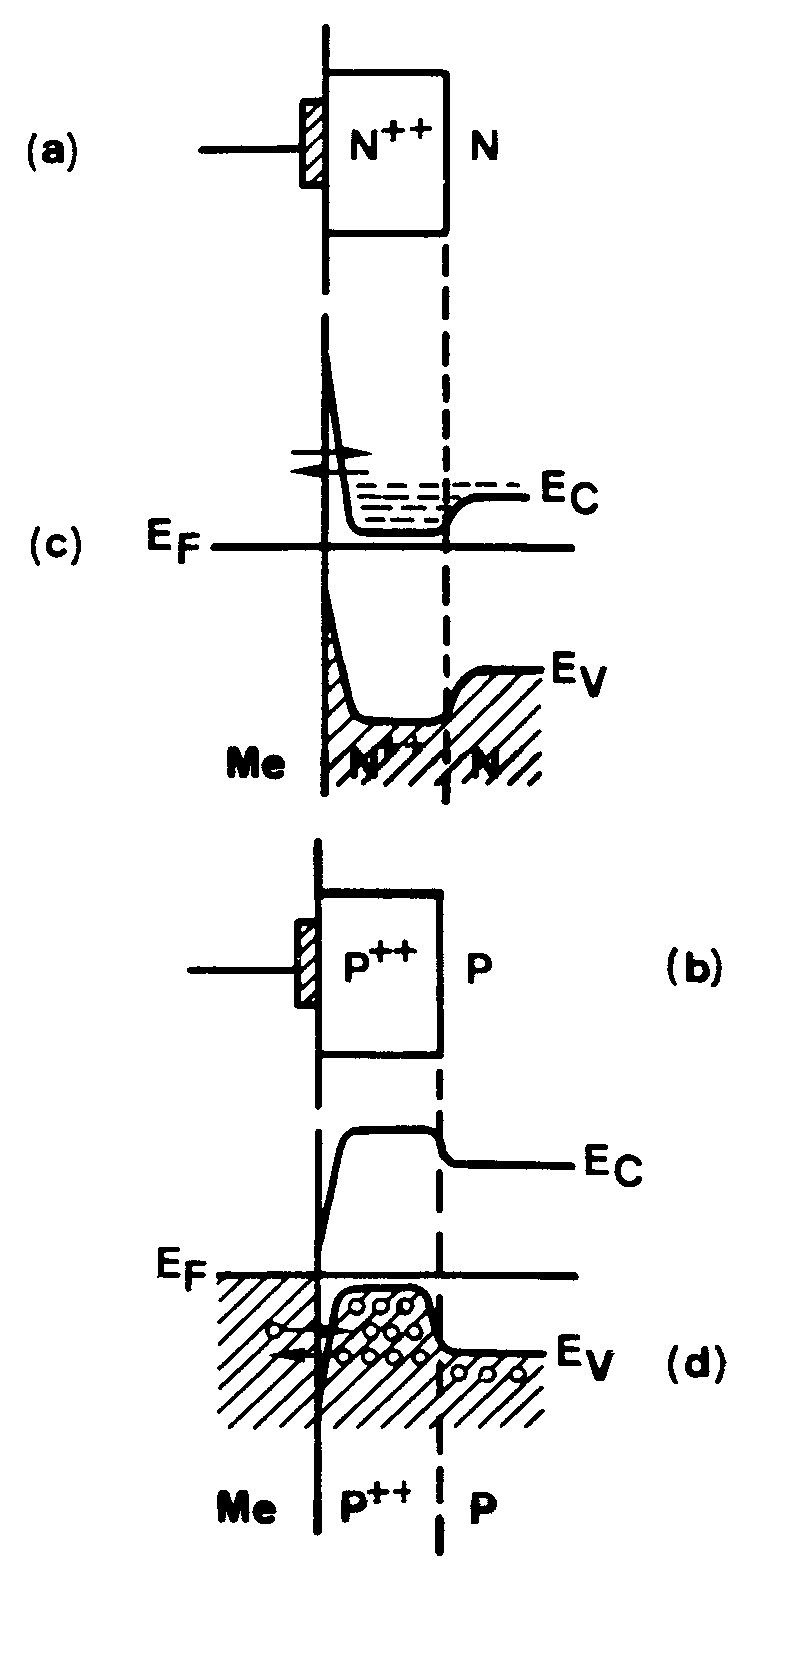 (a) N++ N
EC
(c) EF
EV
Me N++ N
P++ P (b)
EC
EF
EV (d)
Me P++ P